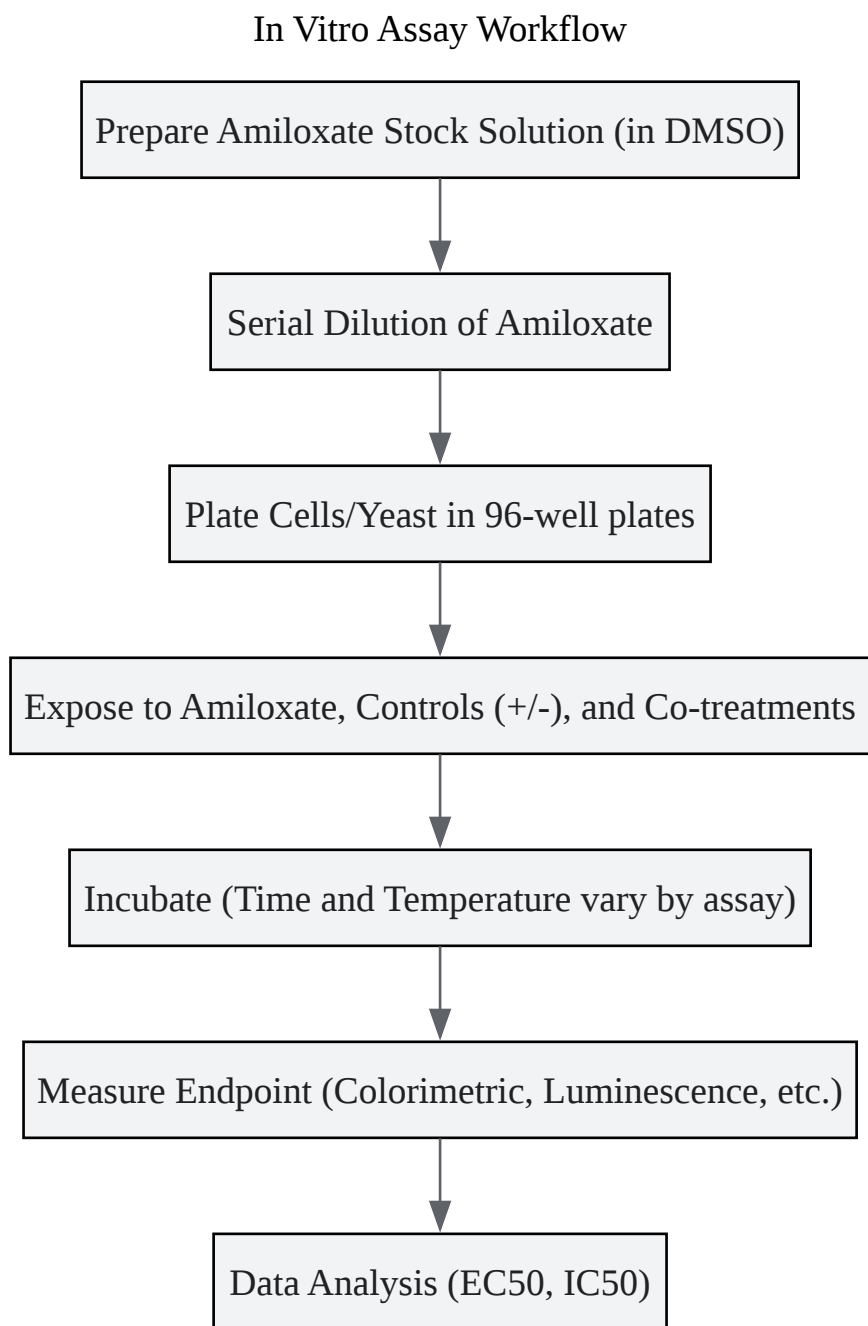 In Vitro Assay Workflow
Prepare Amiloxate Stock Solution (in DMSO)
Serial Dilution of Amiloxate
Plate Cells/Yeast in 96-well plates
Expose to Amiloxate, Controls (+/-), and Co-treatments
Incubate (Time and Temperature vary by assay)
Measure Endpoint (Colorimetric, Luminescence, etc.)
Data Analysis (EC50, IC50)